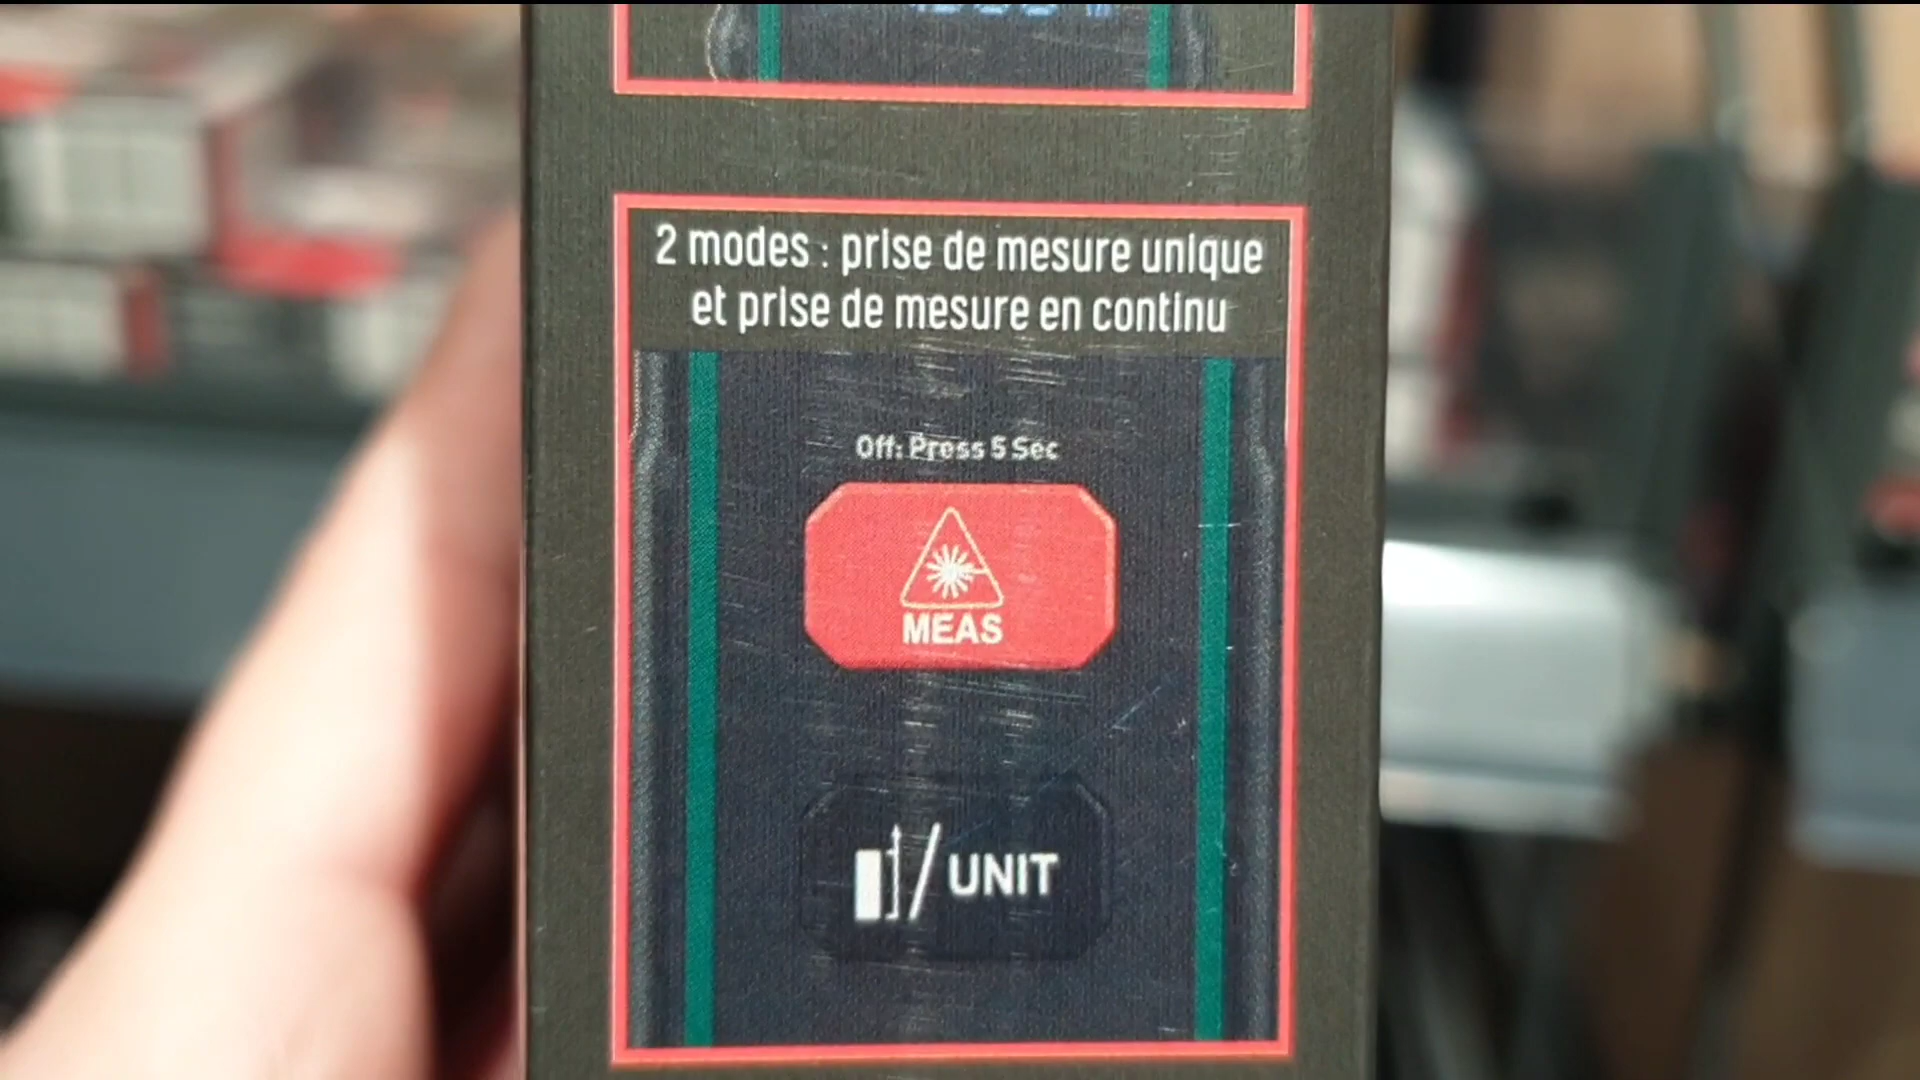 2 modes : prise de mesure unique
et prise de mesure en continu
Off: Press 5 Sec
MEAS
/ UNIT